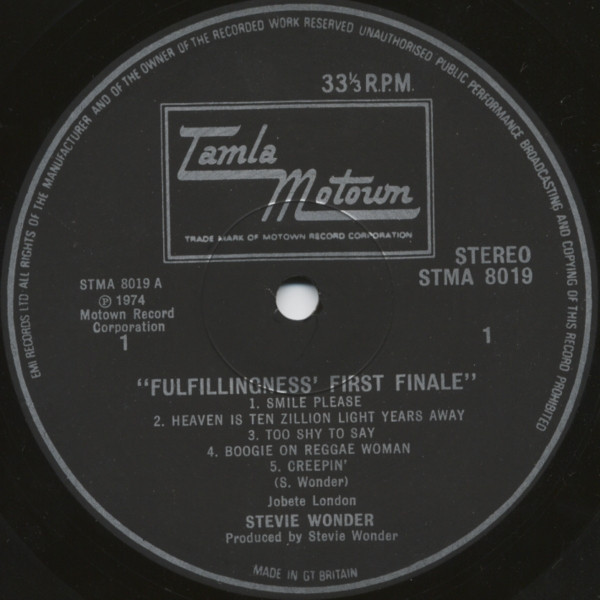 EMI RECORDS LTD ALL RIGHTS OF THE MANUFACTURER AND OF THE OWNER OF THE RECORDED WORK RESERVED UNAUTHORISED PUBLIC PERFORMANCE BROADCASTING AND COPYING OF THIS RECORD PROHIBITED
33⅓ R.P.M.
Tamla
Motown
TRADE MARK OF MOTOWN RECORD CORPORATION
STEREO
STMA 8019
STMA 8019 A
℗ 1974
Motown Record
Corporation
1
1
"FULFILLINGNESS' FIRST FINALE"
1. SMILE PLEASE
2. HEAVEN IS TEN ZILLION LIGHT YEARS AWAY
3. TOO SHY TO SAY
4. BOOGIE ON REGGAE WOMAN
5. CREEPIN'
(S. Wonder)
Jobete London
STEVIE WONDER
Produced by Stevie Wonder
MADE IN GT BRITAIN